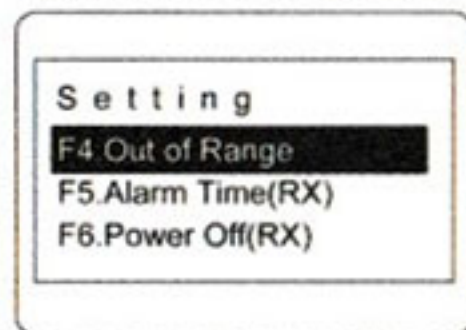 Setting
F4.Out of Range
F5.Alarm Time(RX)
F6.Power Off(RX)